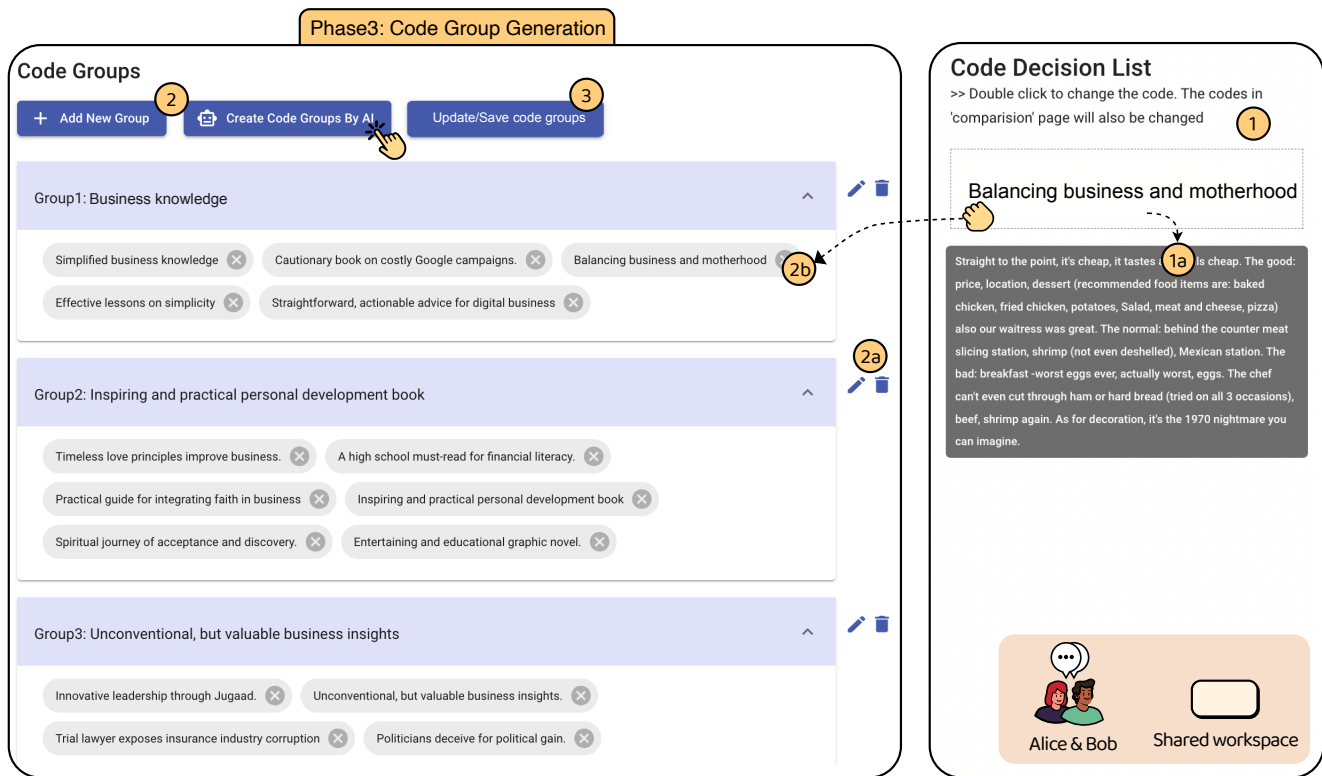 Phase3: Code Group Generation
Code Groups
2
3
+ Add New Group
Create Code Groups By AI
Update/Save code groups
Group1: Business knowledge
Simplified business knowledge
Cautionary book on costly Google campaigns.
Balancing business and motherhood
2b
Effective lessons on simplicity
Straightforward, actionable advice for digital business
2a
Group2: Inspiring and practical personal development book
Timeless love principles improve business.
A high school must-read for financial literacy.
Practical guide for integrating faith in business
Inspiring and practical personal development book
Spiritual journey of acceptance and discovery.
Entertaining and educational graphic novel.
Group3: Unconventional, but valuable business insights
Innovative leadership through Jugaad.
Unconventional, but valuable business insights.
Trial lawyer exposes insurance industry corruption
Politicians deceive for political gain.
Code Decision List
>> Double click to change the code. The codes in
'comparision' page will also be changed
1
Balancing business and motherhood
1a
Straight to the point, it's cheap, it tastes cheap. The good:
price, location, dessert (recommended food items are: baked
chicken, fried chicken, potatoes, Salad, meat and cheese, pizza)
also our waitress was great. The normal: behind the counter meat
slicing station, shrimp (not even deshelled), Mexican station. The
bad: breakfast -worst eggs ever, actually worst, eggs. The chef
can't even cut through ham or hard bread (tried on all 3 occasions),
beef, shrimp again. As for decoration, it's the 1970 nightmare you
can imagine.
Alice & Bob
Shared workspace